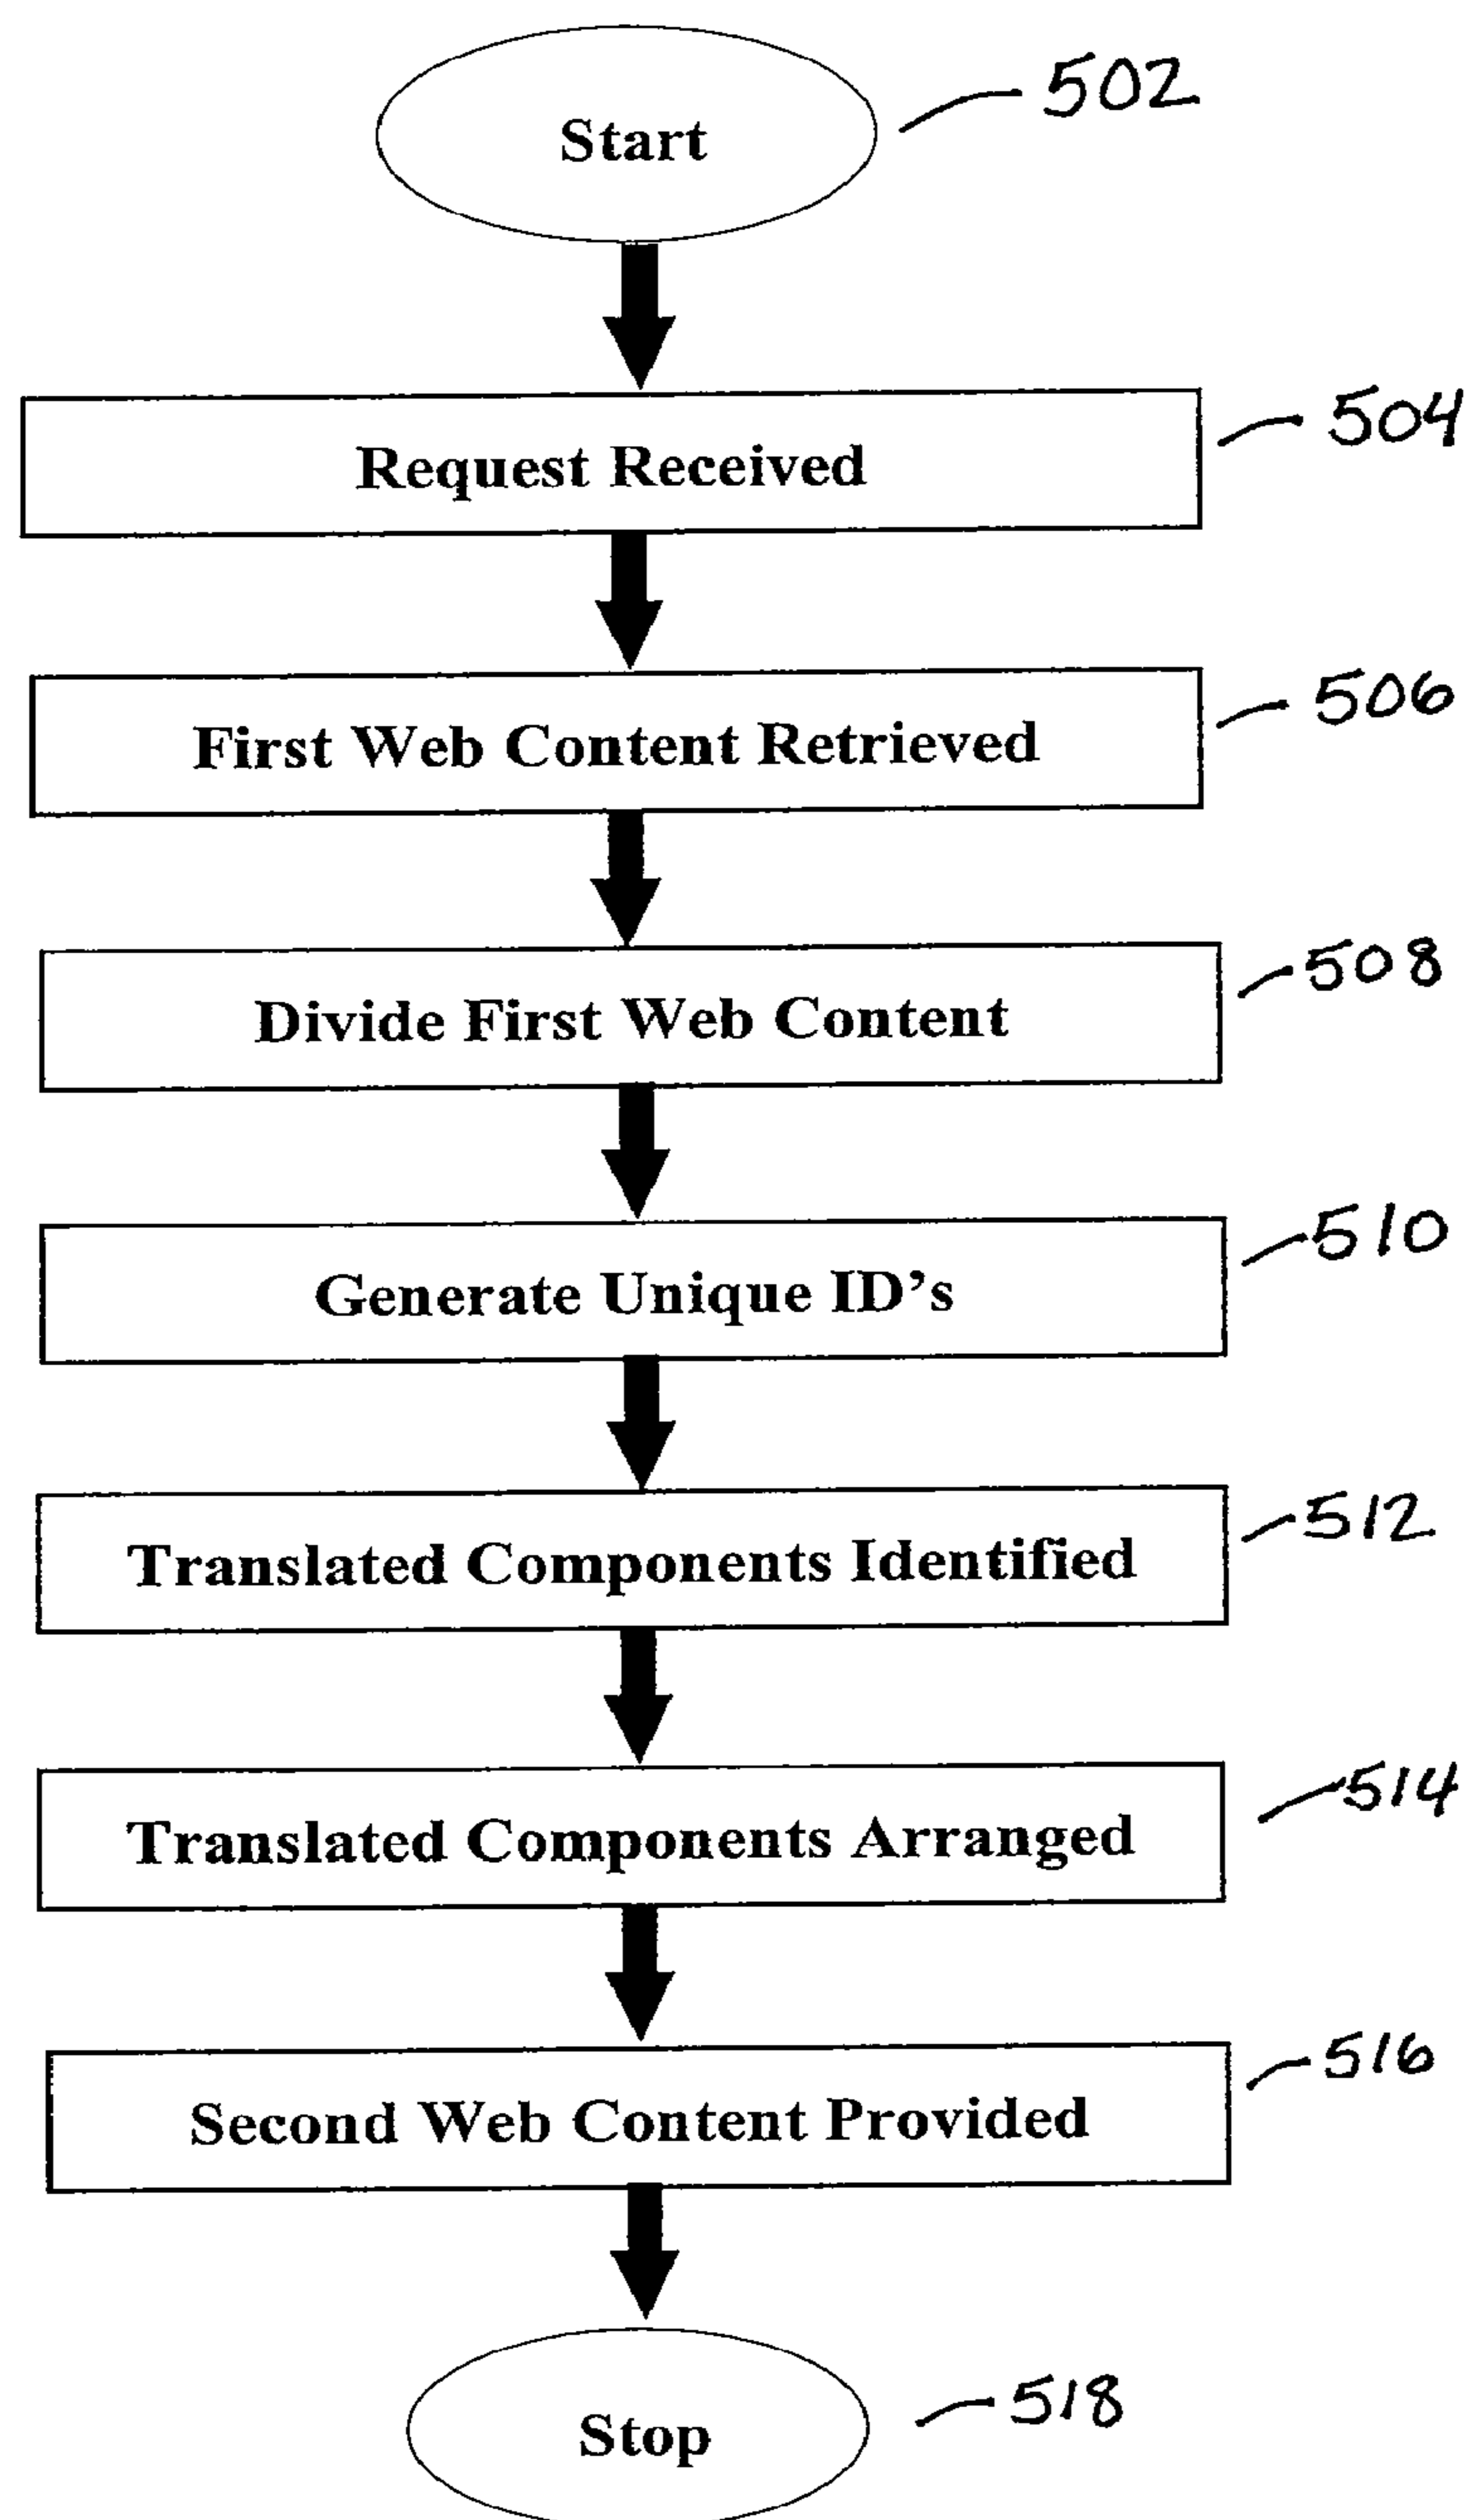 Start 502
Request Received 504
First Web Content Retrieved 506
Divide First Web Content 508
Generate Unique ID’s 510
Translated Components Identified 512
Translated Components Arranged 514
Second Web Content Provided 516
Stop 518